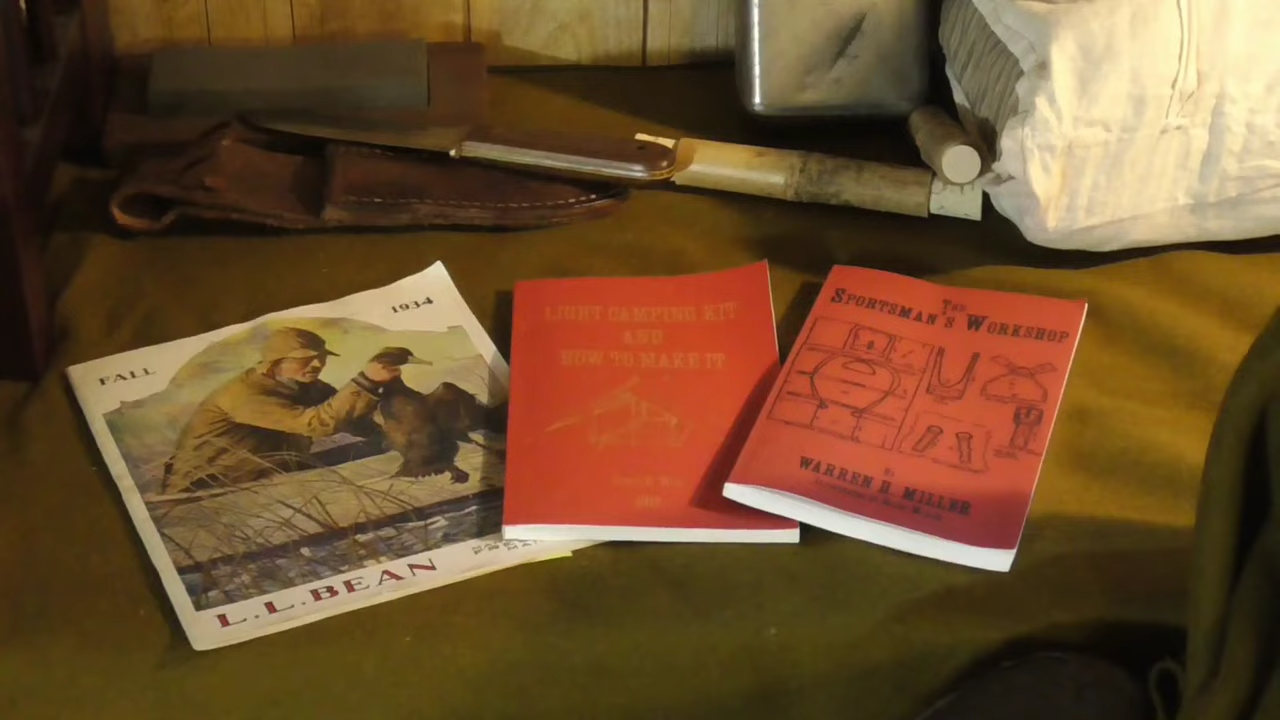 FALL
1934
L.L.BEAN
LIGHT CAMPING KIT
AND
HOW TO MAKE IT
THE
SPORTSMAN'S WORKSHOP
BY
WARREN H. MILLER